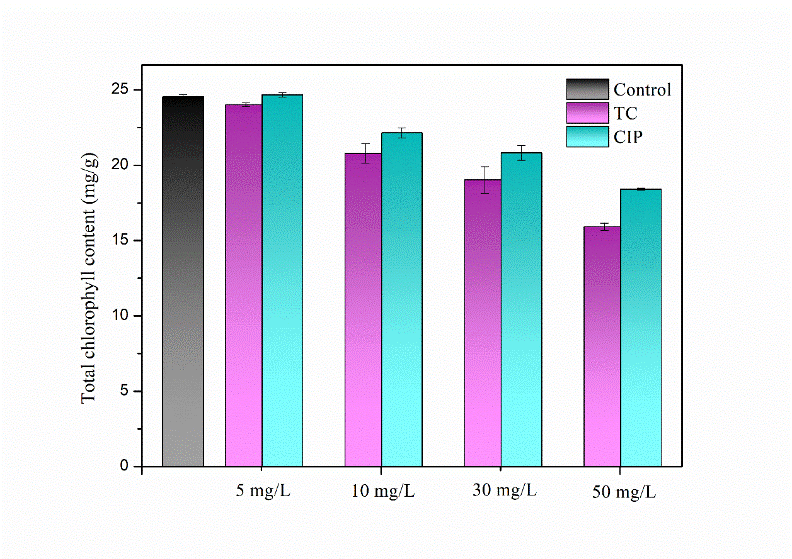 Total chlorophyll content (mg/g)
25
20
15
10
5
0
Control
TC
CIP
5 mg/L
10 mg/L
30 mg/L
50 mg/L